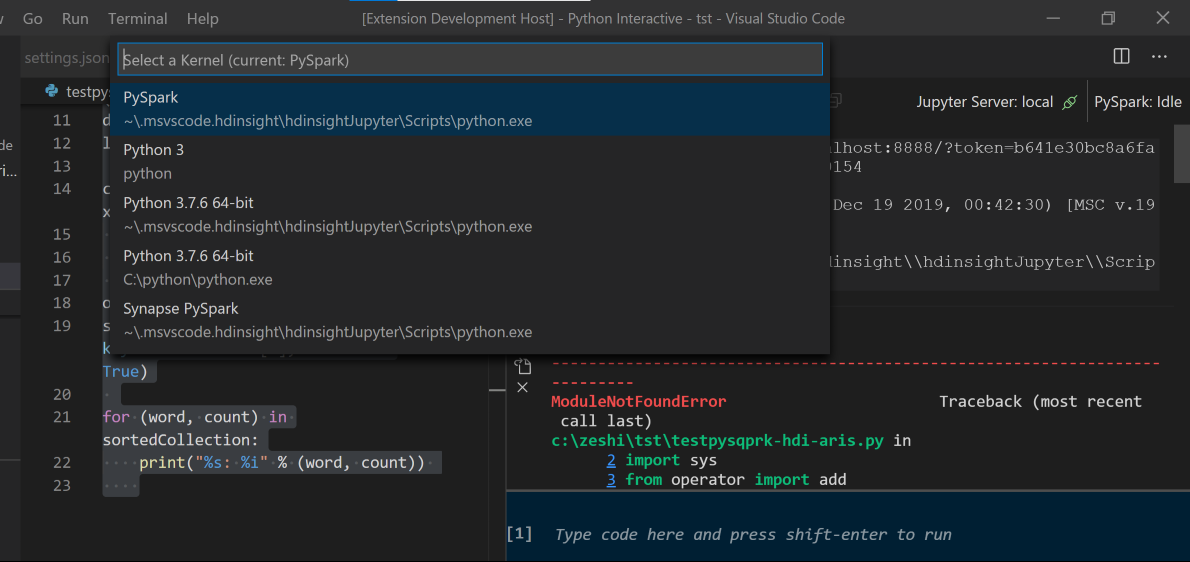 Go Run Terminal Help [Extension Development Host] - Python Interactive - tst - Visual Studio Code
settings.json
Select a Kernel (current: PySpark)
PySpark
~\.msvscode.hdinsight\hdinsightJupyter\Scripts\python.exe
Python 3
python
Python 3.7.6 64-bit
~\.msvscode.hdinsight\hdinsightJupyter\Scripts\python.exe
Python 3.7.6 64-bit
C:\python\python.exe
Synapse PySpark
~\.msvscode.hdinsight\hdinsightJupyter\Scripts\python.exe
testpys
Jupyter Server: local PySpark: Idle
11 d
12 l
13
14 c
x
15
16
17
18 o
19 s
k
True)
20
21 for (word, count) in
sortedCollection:
22 ····print("%s: %i" % (word, count))
23 ····
lhost:8888/?token=b641e30bc8a6fa
0154
Dec 19 2019, 00:42:30) [MSC v.19
dinsight\\hdinsightJupyter\\Scrip
---------------------------------------------------------------------------
ModuleNotFoundError Traceback (most recent
call last)
c:\zeshi\tst\testpysqprk-hdi-aris.py in
2 import sys
3 from operator import add
[1] Type code here and press shift-enter to run